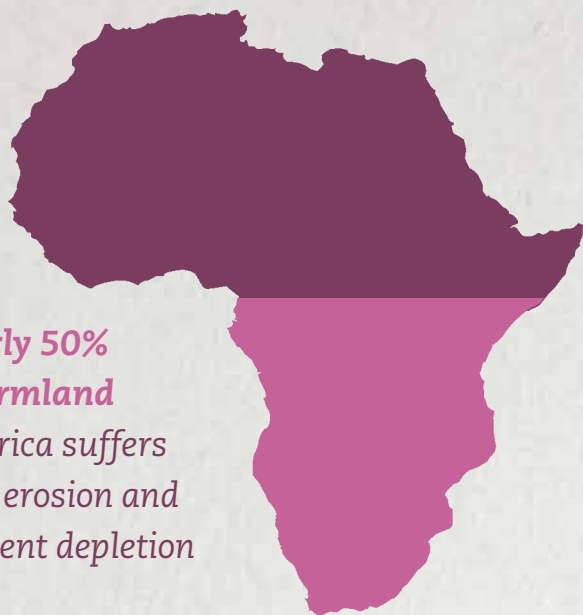 rly 50%
rmland
rica suffers
erosion and
ent depletion